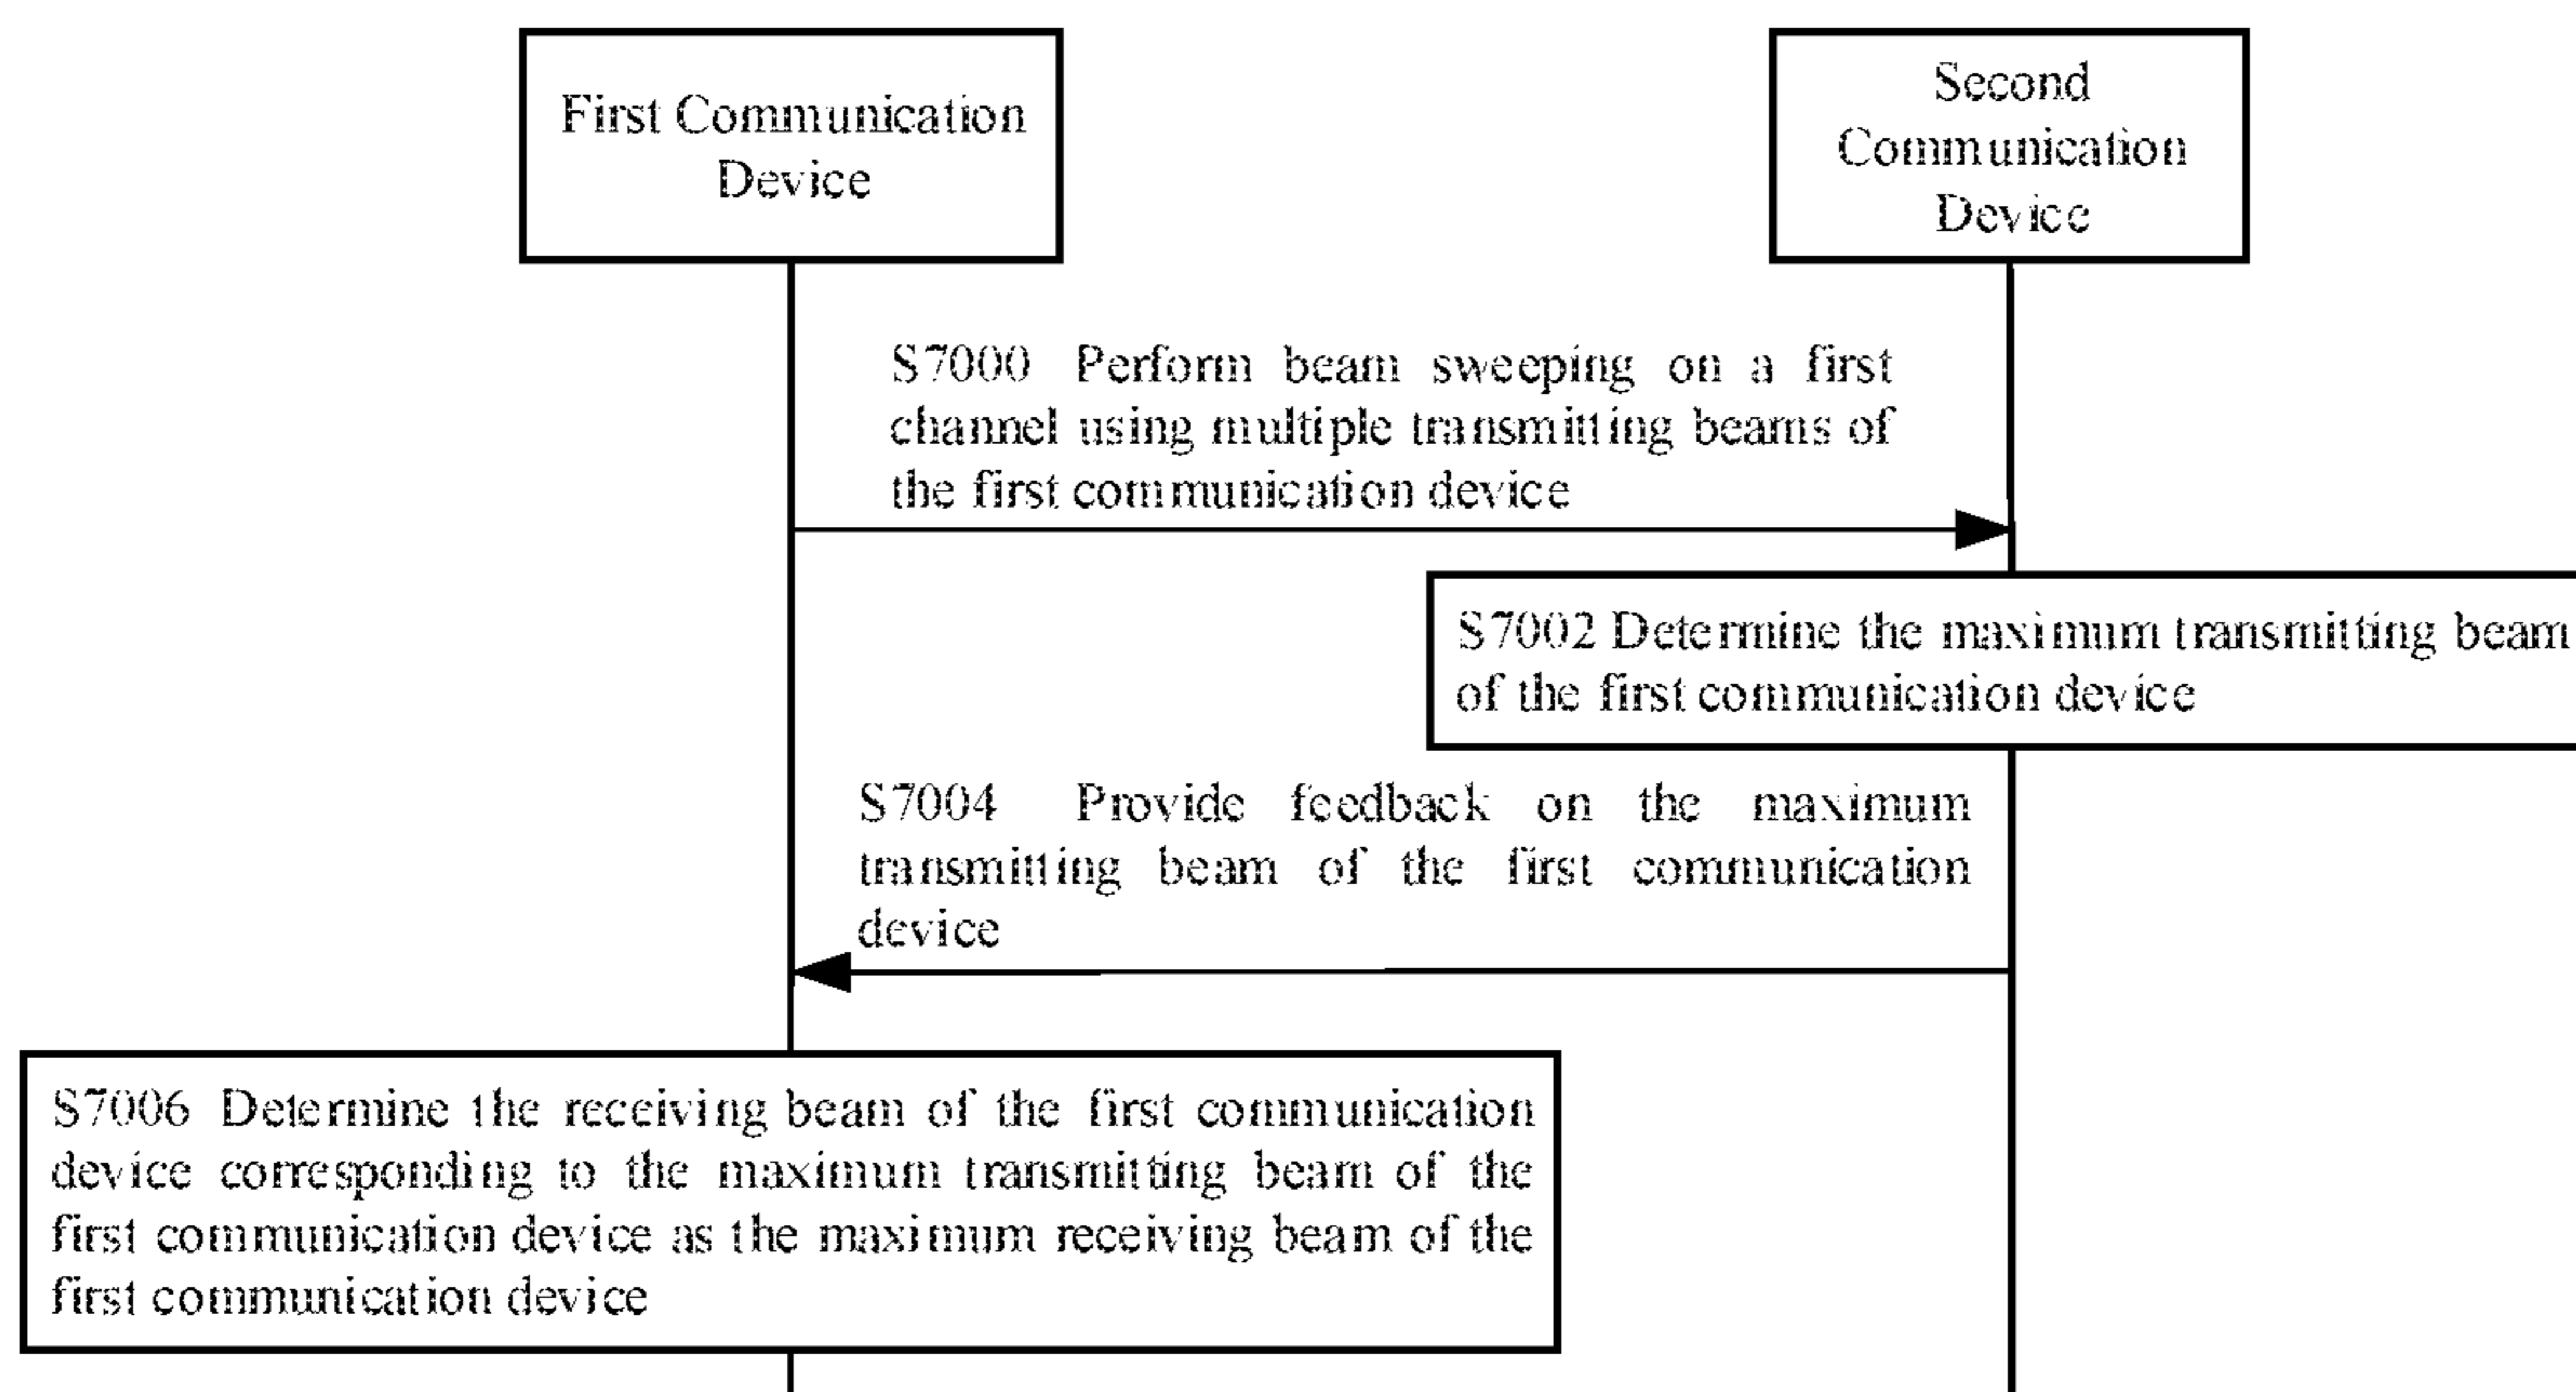 First Communication
Device
Second
Communication
Device
S7000 Perform beam sweeping on a first
channel using multiple transmitting beams of
the first communication device
S7002 Determine the maximum transmitting beam
of the first communication device
S7004 Provide feedback on the maximum
transmitting beam of the first communication
device
S7006 Determine the receiving beam of the first communication
device corresponding to the maximum transmitting beam of the
first communication device as the maximum receiving beam of the
first communication device